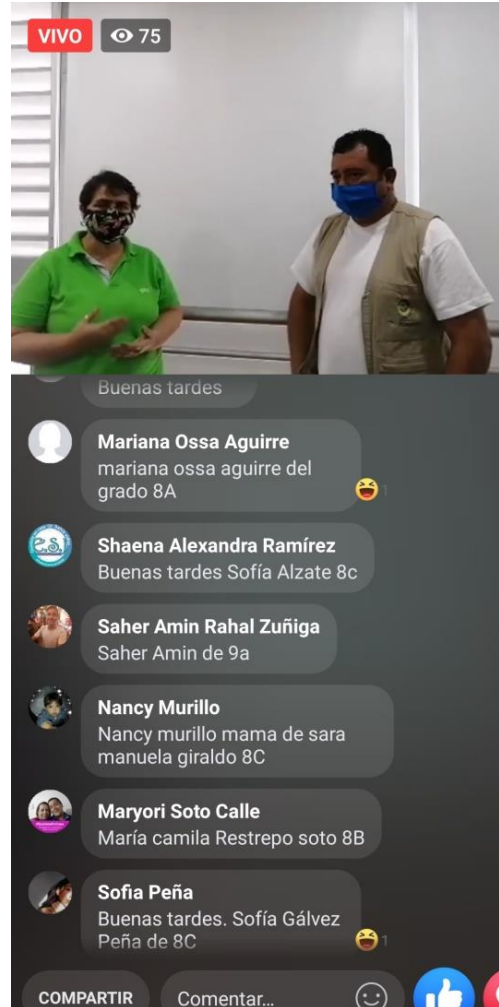 VIVO 75
Buenas tardes
Mariana Ossa Aguirre
mariana ossa aguirre del
grado 8A
1
Shaena Alexandra Ramírez
Buenas tardes Sofía Alzate 8c
Saher Amin Rahal Zuñiga
Saher Amin de 9a
Nancy Murillo
Nancy murillo mama de sara
manuela giraldo 8C
Maryori Soto Calle
María camila Restrepo soto 8B
Sofia Peña
Buenas tardes. Sofía Gálvez
Peña de 8C
1
COMPARTIR
Comentar...